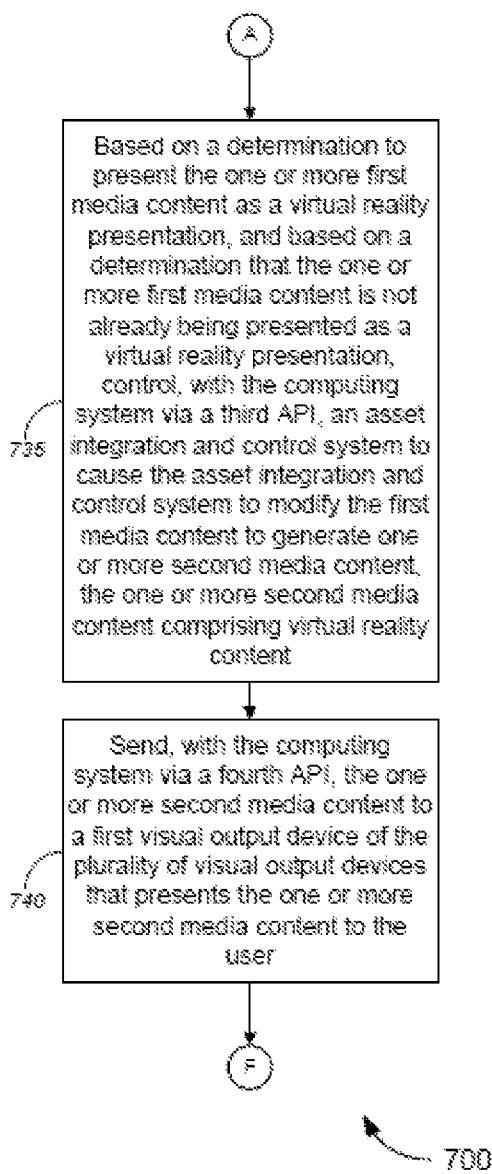 A
Based on a determination to
present the one or more first
media content as a virtual reality
presentation, and based on a
determination that the one or
more first media content is not
already being presented as a
virtual reality presentation,
control, with the computing
system via a third API, an asset
integration and control system to
cause the asset integration and
control system to modify the first
media content to generate one
or more second media content,
the one or more second media
content comprising virtual reality
content
735
Send, with the computing
system via a fourth API, the one
or more second media content to
a first visual output device of the
plurality of visual output devices
that presents the one or more
second media content to the
user
740
F
700